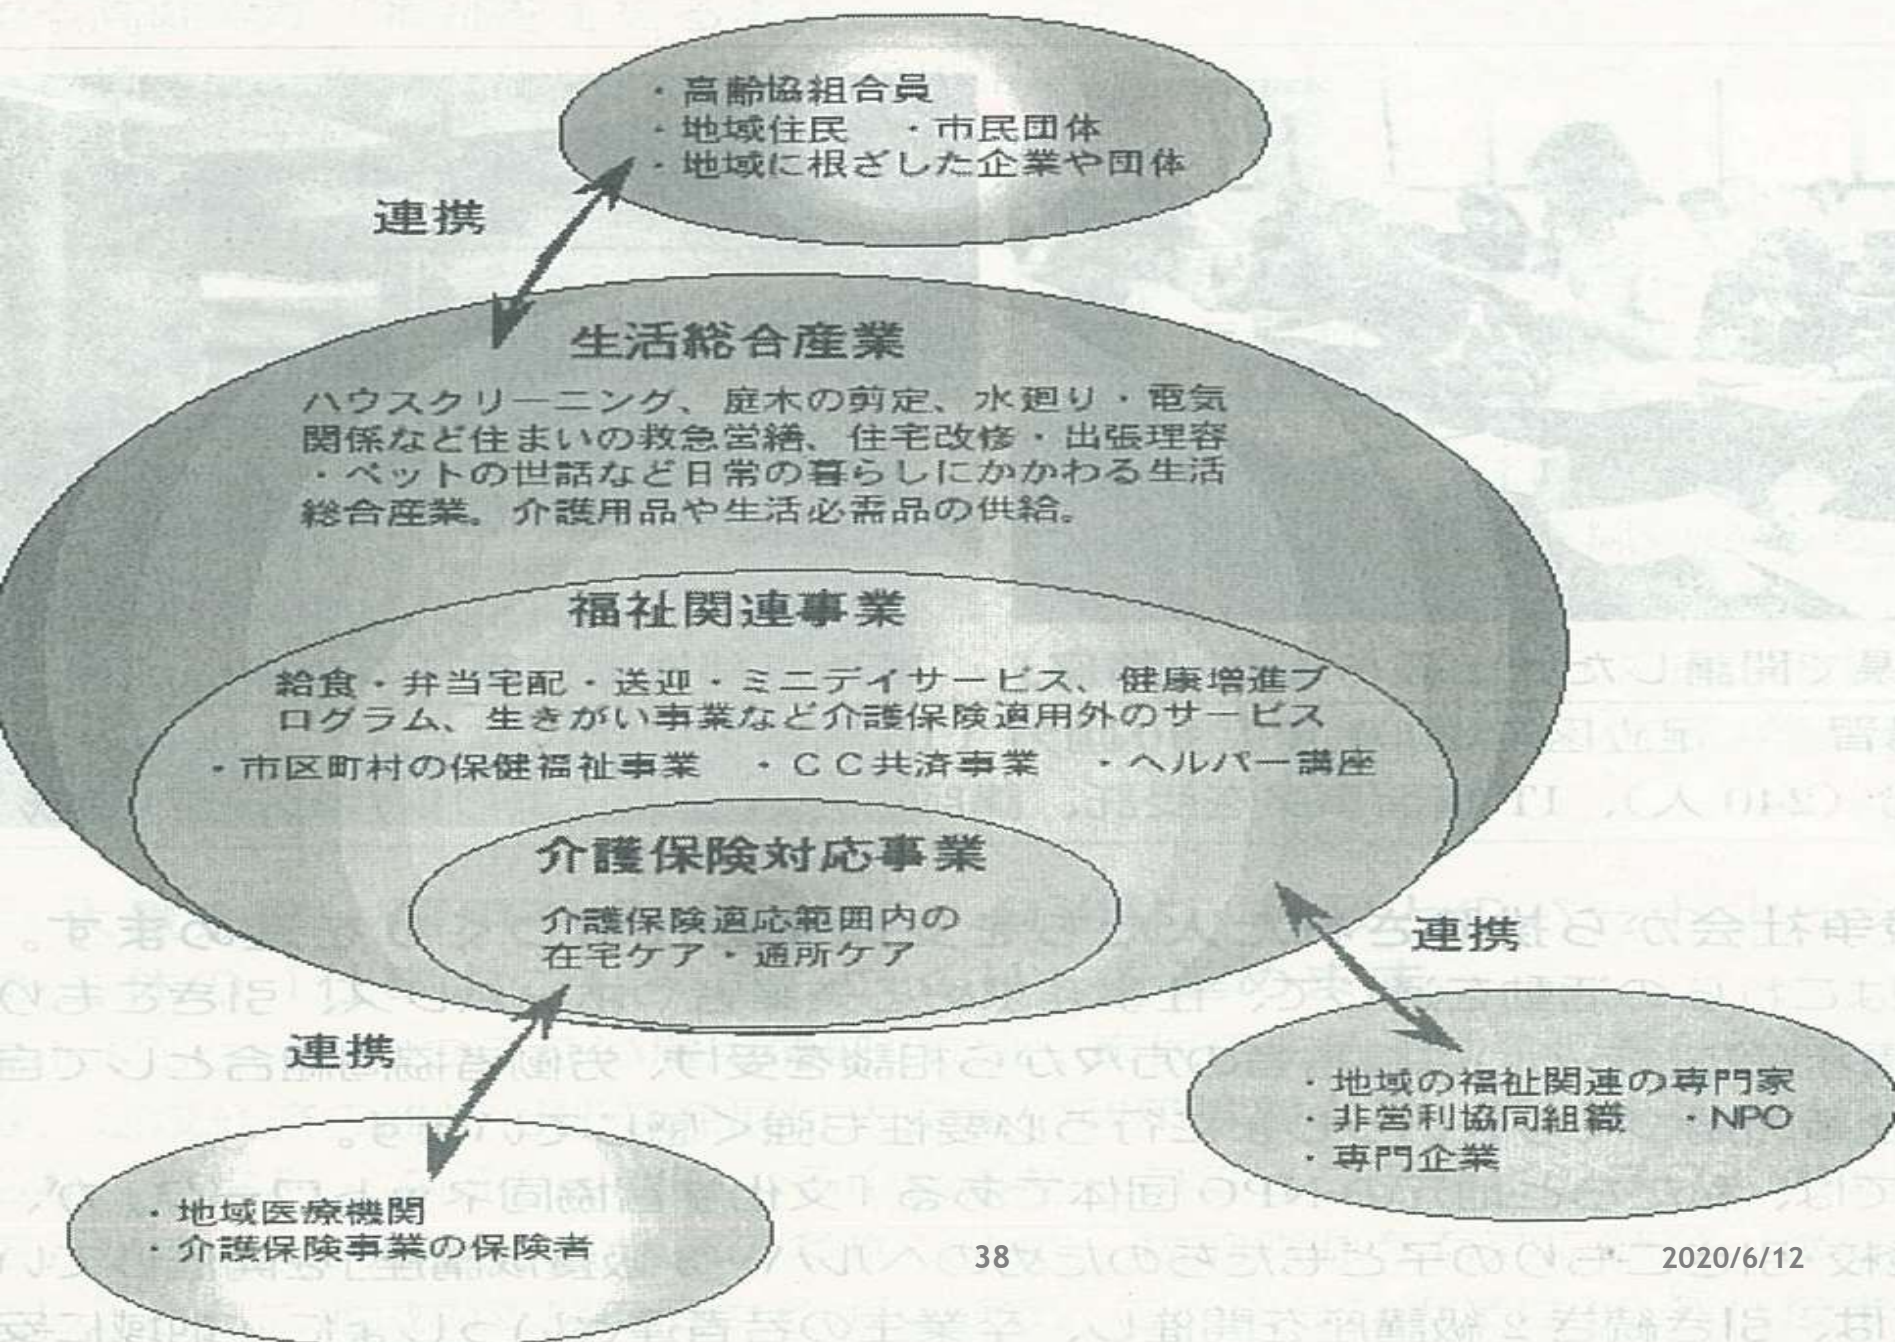 ・高齢協組合員
・地域住民　・市民団体
・地域に根ざした企業や団体
連携
生活総合産業
ハウスクリーニング、庭木の剪定、水廻り・電気
関係など住まいの救急営繕、住宅改修・出張理容
・ペットの世話など日常の暮らしにかかわる生活
総合産業。介護用品や生活必需品の供給。
福祉関連事業
給食・弁当宅配・送迎・ミニデイサービス、健康増進プ
ログラム、生きがい事業など介護保険適用外のサービス
・市区町村の保健福祉事業　・ＣＣ共済事業　・ヘルパー講座
介護保険対応事業
介護保険適応範囲内の
在宅ケア・通所ケア
連携
・地域の福祉関連の専門家
・非営利協同組織　・NPO
・専門企業
連携
・地域医療機関
・介護保険事業の保険者
38
2020/6/12